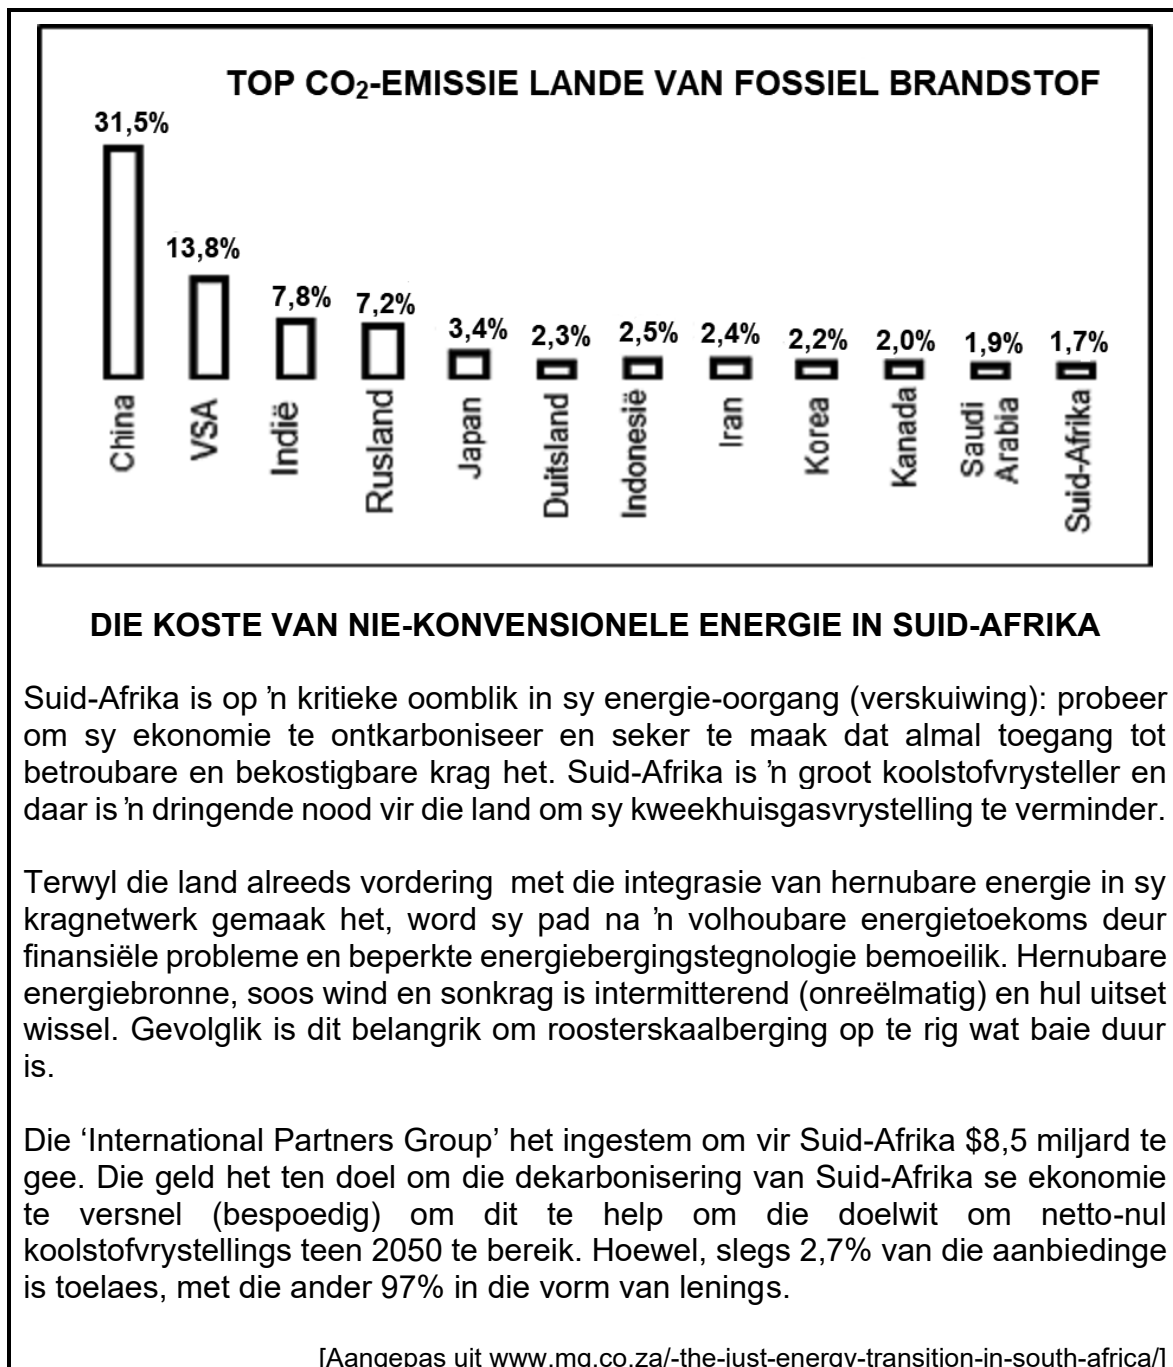 TOP CO₂-EMISSIE LANDE VAN FOSSIEL BRANDSTOF
31,5%
13,8%
7,8%
7,2%
3,4%
2,3%
2,5%
2,4%
2,2%
2,0%
1,9%
1,7%
China
VSA
Indië
Rusland
Japan
Duitsland
Indonesië
Iran
Korea
Kanada
Saudi
Arabia
Suid-Afrika
DIE KOSTE VAN NIE-KONVENSIONELE ENERGIE IN SUID-AFRIKA
Suid-Afrika is op ’n kritieke oomblik in sy energie-oorgang (verskuiwing): probeer
om sy ekonomie te ontkarboniseer en seker te maak dat almal toegang tot
betroubare en bekostigbare krag het. Suid-Afrika is ’n groot koolstofvrysteller en
daar is ’n dringende nood vir die land om sy kweekhuisgasvrystelling te verminder.
Terwyl die land alreeds vordering met die integrasie van hernubare energie in sy
kragnetwerk gemaak het, word sy pad na ’n volhoubare energietoekoms deur
finansiële probleme en beperkte energiebergingstegnologie bemoeilik. Hernubare
energiebronne, soos wind en sonkrag is intermitterend (onreëlmatig) en hul uitset
wissel. Gevolglik is dit belangrik om roosterskaalberging op te rig wat baie duur
is.
Die ‘International Partners Group’ het ingestem om vir Suid-Afrika $8,5 miljard te
gee. Die geld het ten doel om die dekarbonisering van Suid-Afrika se ekonomie
te versnel (bespoedig) om dit te help om die doelwit om netto-nul
koolstofvrystellings teen 2050 te bereik. Hoewel, slegs 2,7% van die aanbiedinge
is toelaes, met die ander 97% in die vorm van lenings.
[Aangepas uit www.mg.co.za/-the-just-energy-transition-in-south-africa/]